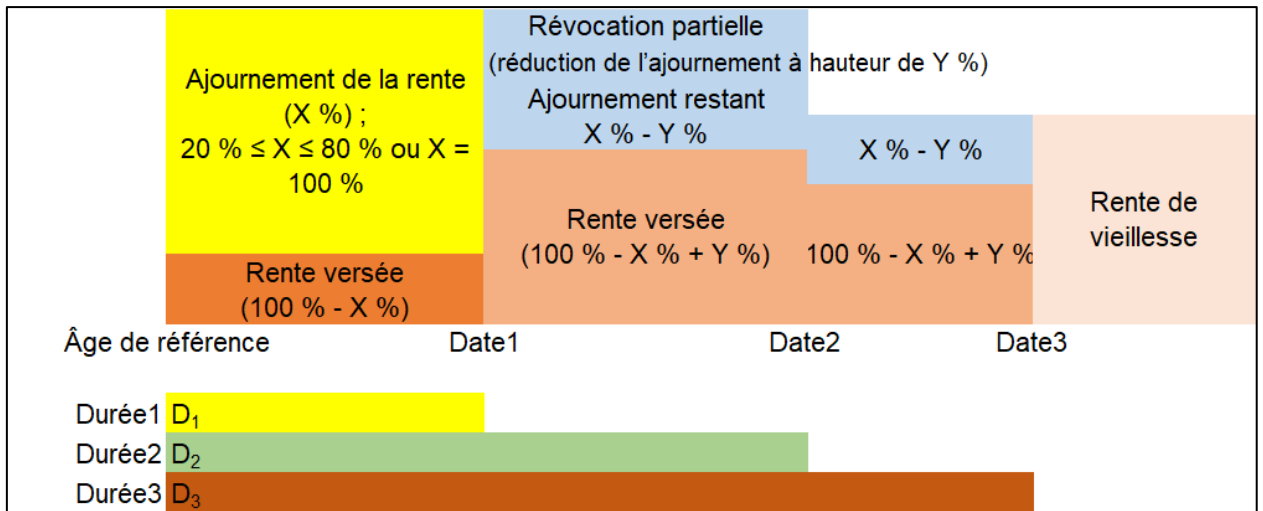 Ajournement de la rente
(X %) ;
20 % ≤ X ≤ 80 % ou X =
100 %
Rente versée
(100 % - X %)
Révocation partielle
(réduction de l’ajournement à hauteur de Y %)
Ajournement restant
X % - Y %
Rente versée
(100 % - X % + Y %)
X % - Y %
100 % - X % + Y %
Rente de
vieillesse
Âge de référence Date1 Date2 Date3
Durée1 D₁
Durée2 D₂
Durée3 D₃